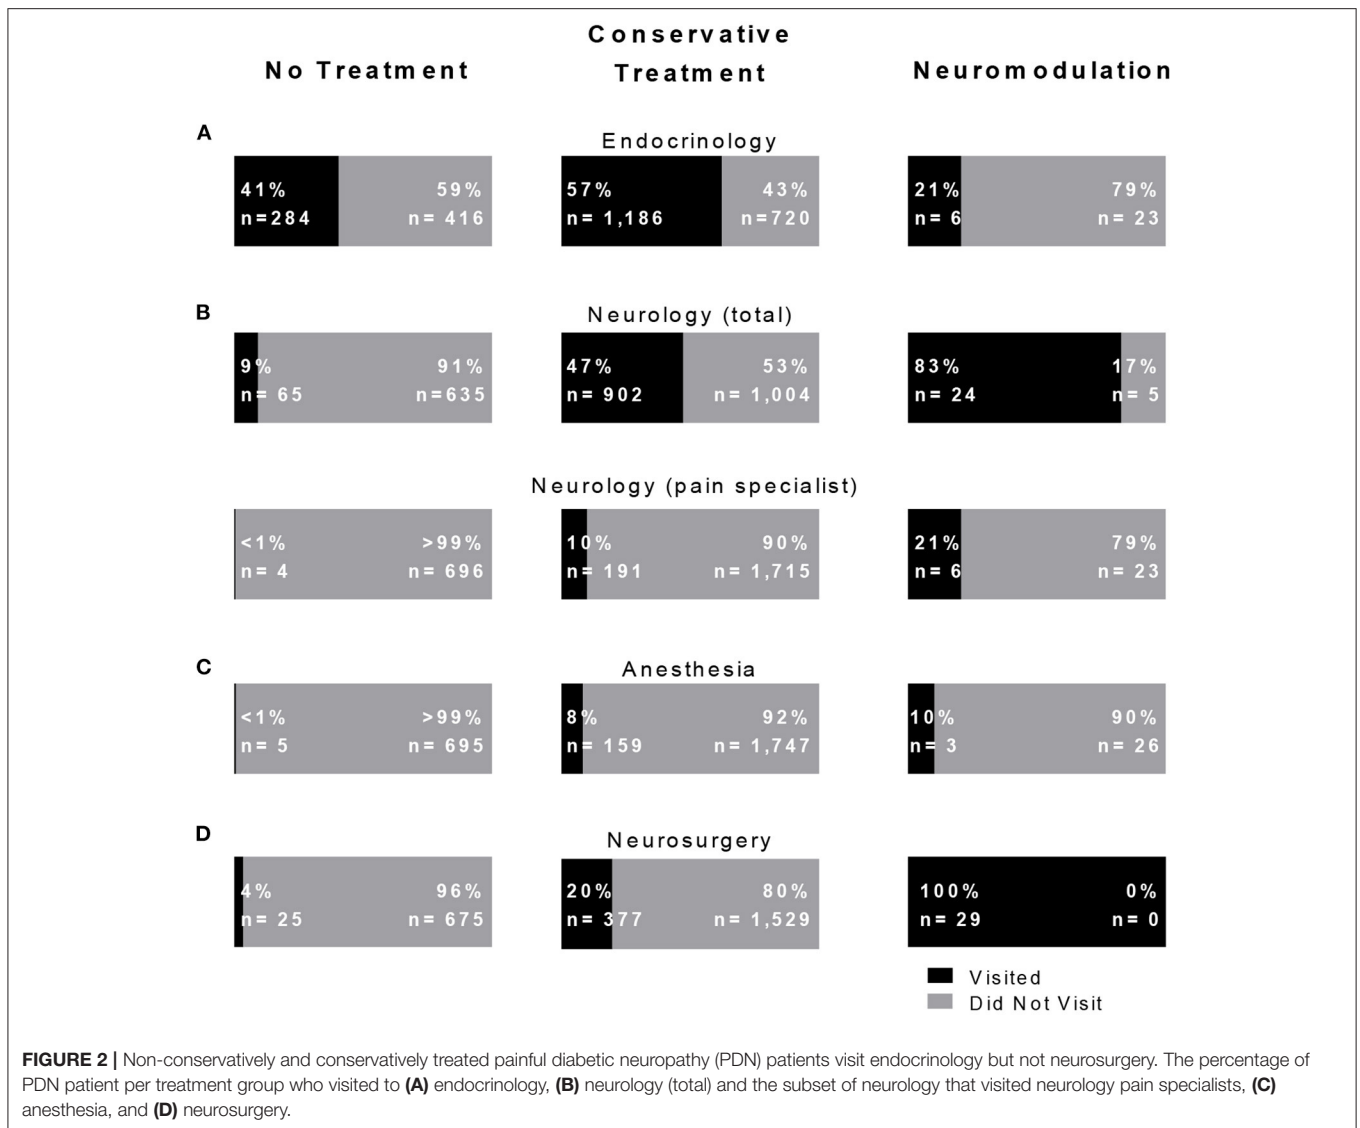 Conservative
No Treatment Treatment Neuromodulation
A Endocrinology
41% 59% 57% 43% 21% 79%
n=284 n= 416 n= 1,186 n=720 n= 6 n= 23
B Neurology (total)
9% 91% 47% 53% 83% 17%
n= 65 n=635 n= 902 n= 1,004 n= 24 n= 5
Neurology (pain specialist)
<1% >99% 10% 90% 21% 79%
n= 4 n= 696 n= 191 n= 1,715 n= 6 n= 23
C Anesthesia
<1% >99% 8% 92% 10% 90%
n= 5 n= 695 n= 159 n= 1,747 n= 3 n= 26
D Neurosurgery
4% 96% 20% 80% 100% 0%
n= 25 n= 675 n= 377 n= 1,529 n= 29 n= 0
Visited
Did Not Visit
FIGURE 2 | Non-conservatively and conservatively treated painful diabetic neuropathy (PDN) patients visit endocrinology but not neurosurgery. The percentage of
PDN patient per treatment group who visited to (A) endocrinology, (B) neurology (total) and the subset of neurology that visited neurology pain specialists, (C)
anesthesia, and (D) neurosurgery.